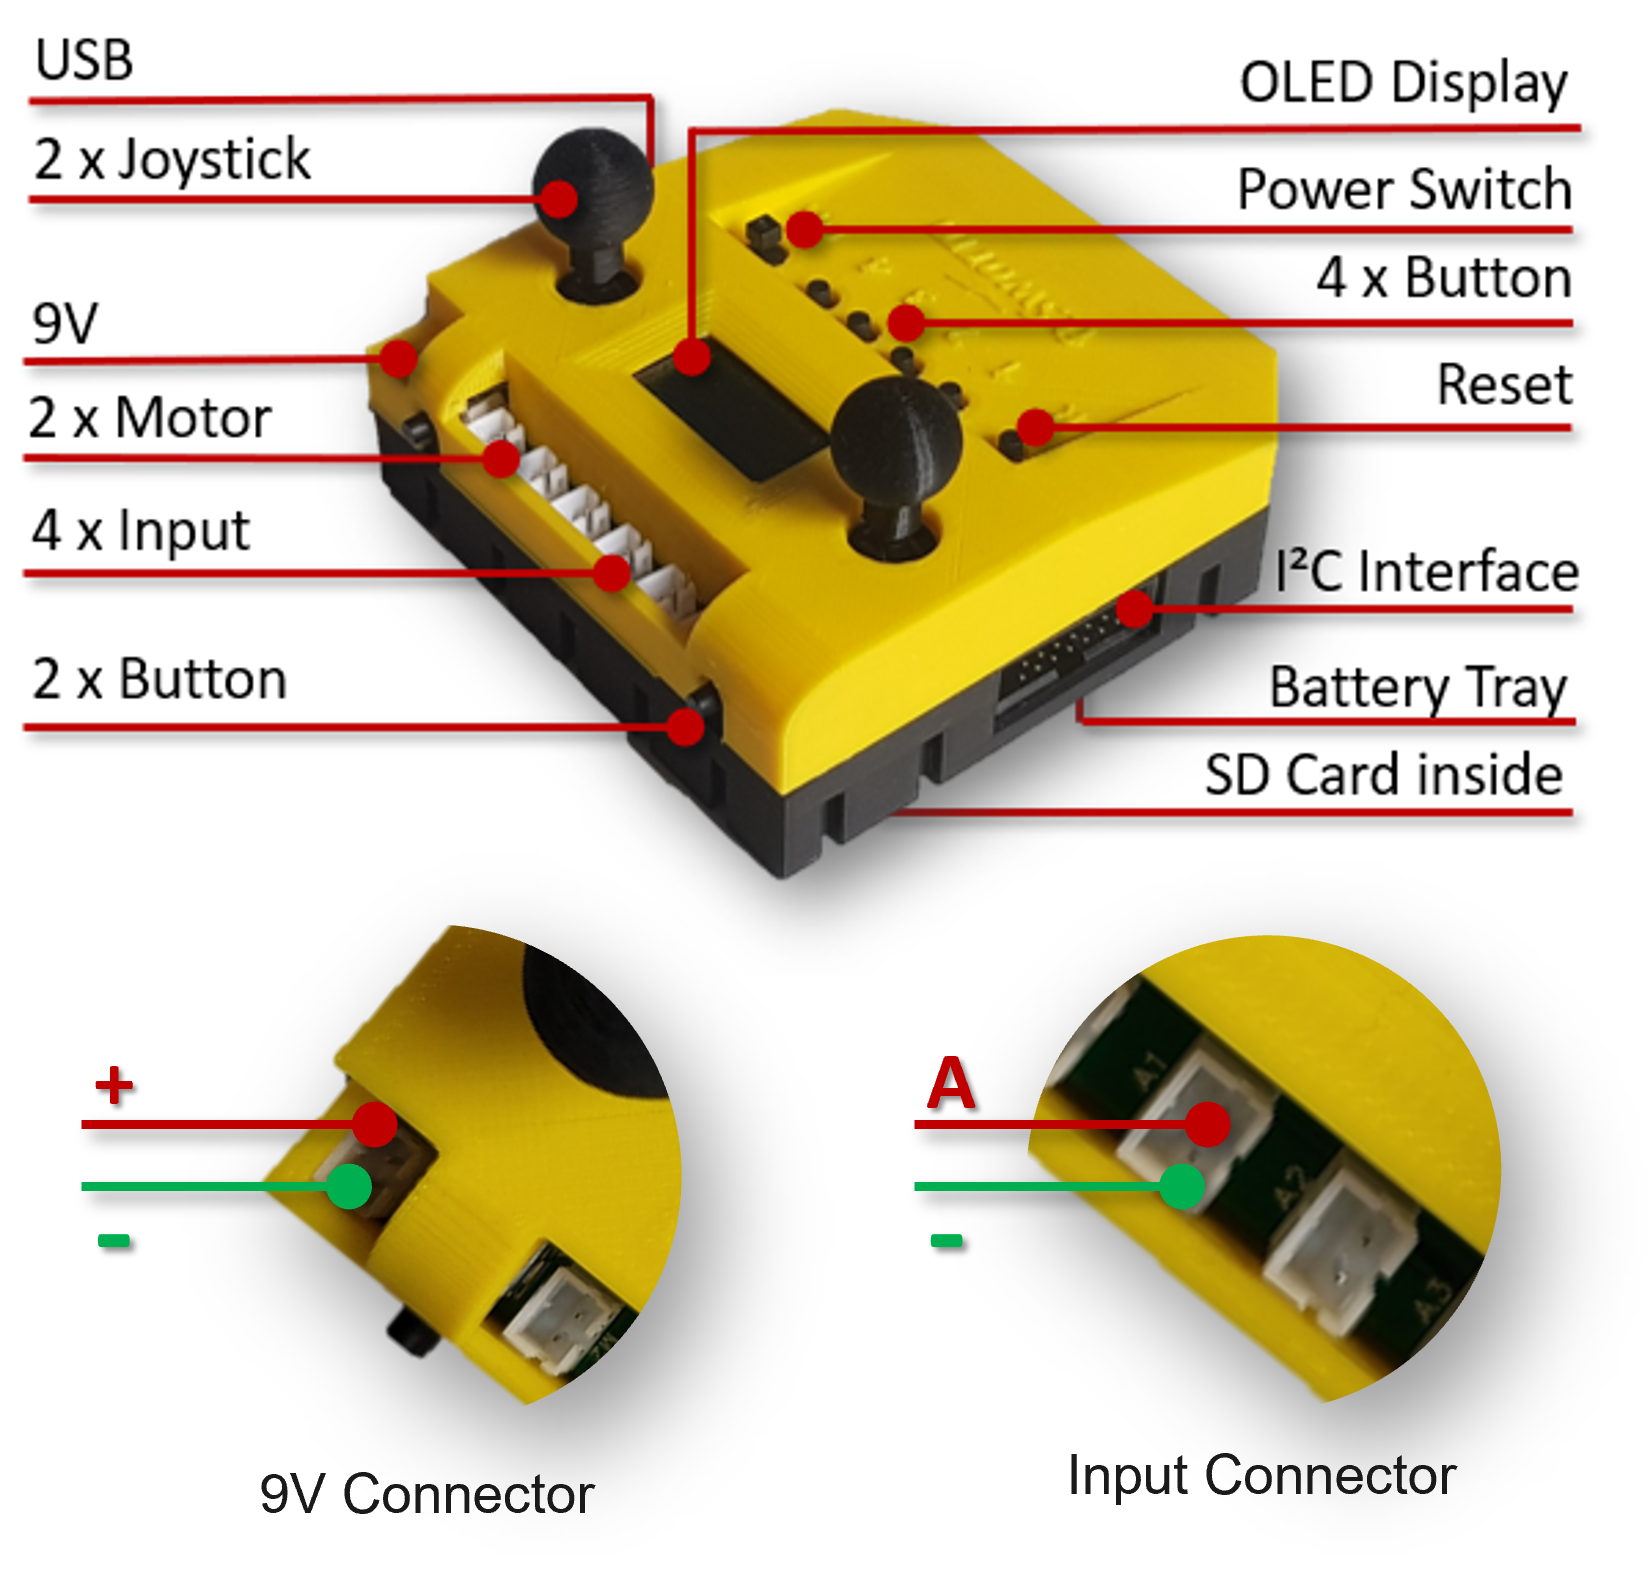 USB
2 x Joystick
9V
2 x Motor
4 x Input
2 x Button
OLED Display
Power Switch
4 x Button
Reset
I²C Interface
Battery Tray
SD Card inside
+
-
A
-
A1
A2
A3
9V Connector
Input Connector